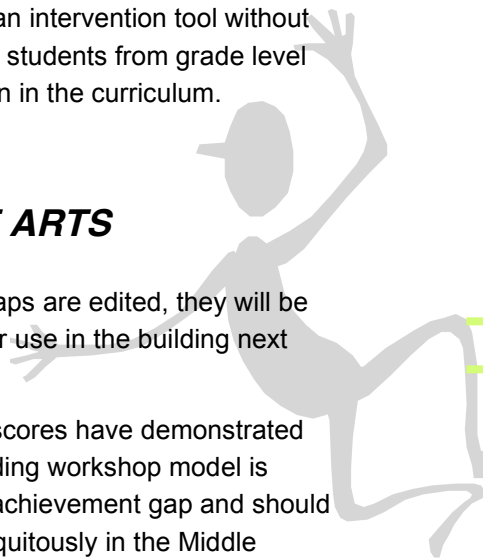 an intervention tool without
students from grade level
n in the curriculum.
ARTS
aps are edited, they will be
r use in the building next
scores have demonstrated
ding workshop model is
achievement gap and should
quitously in the Middle